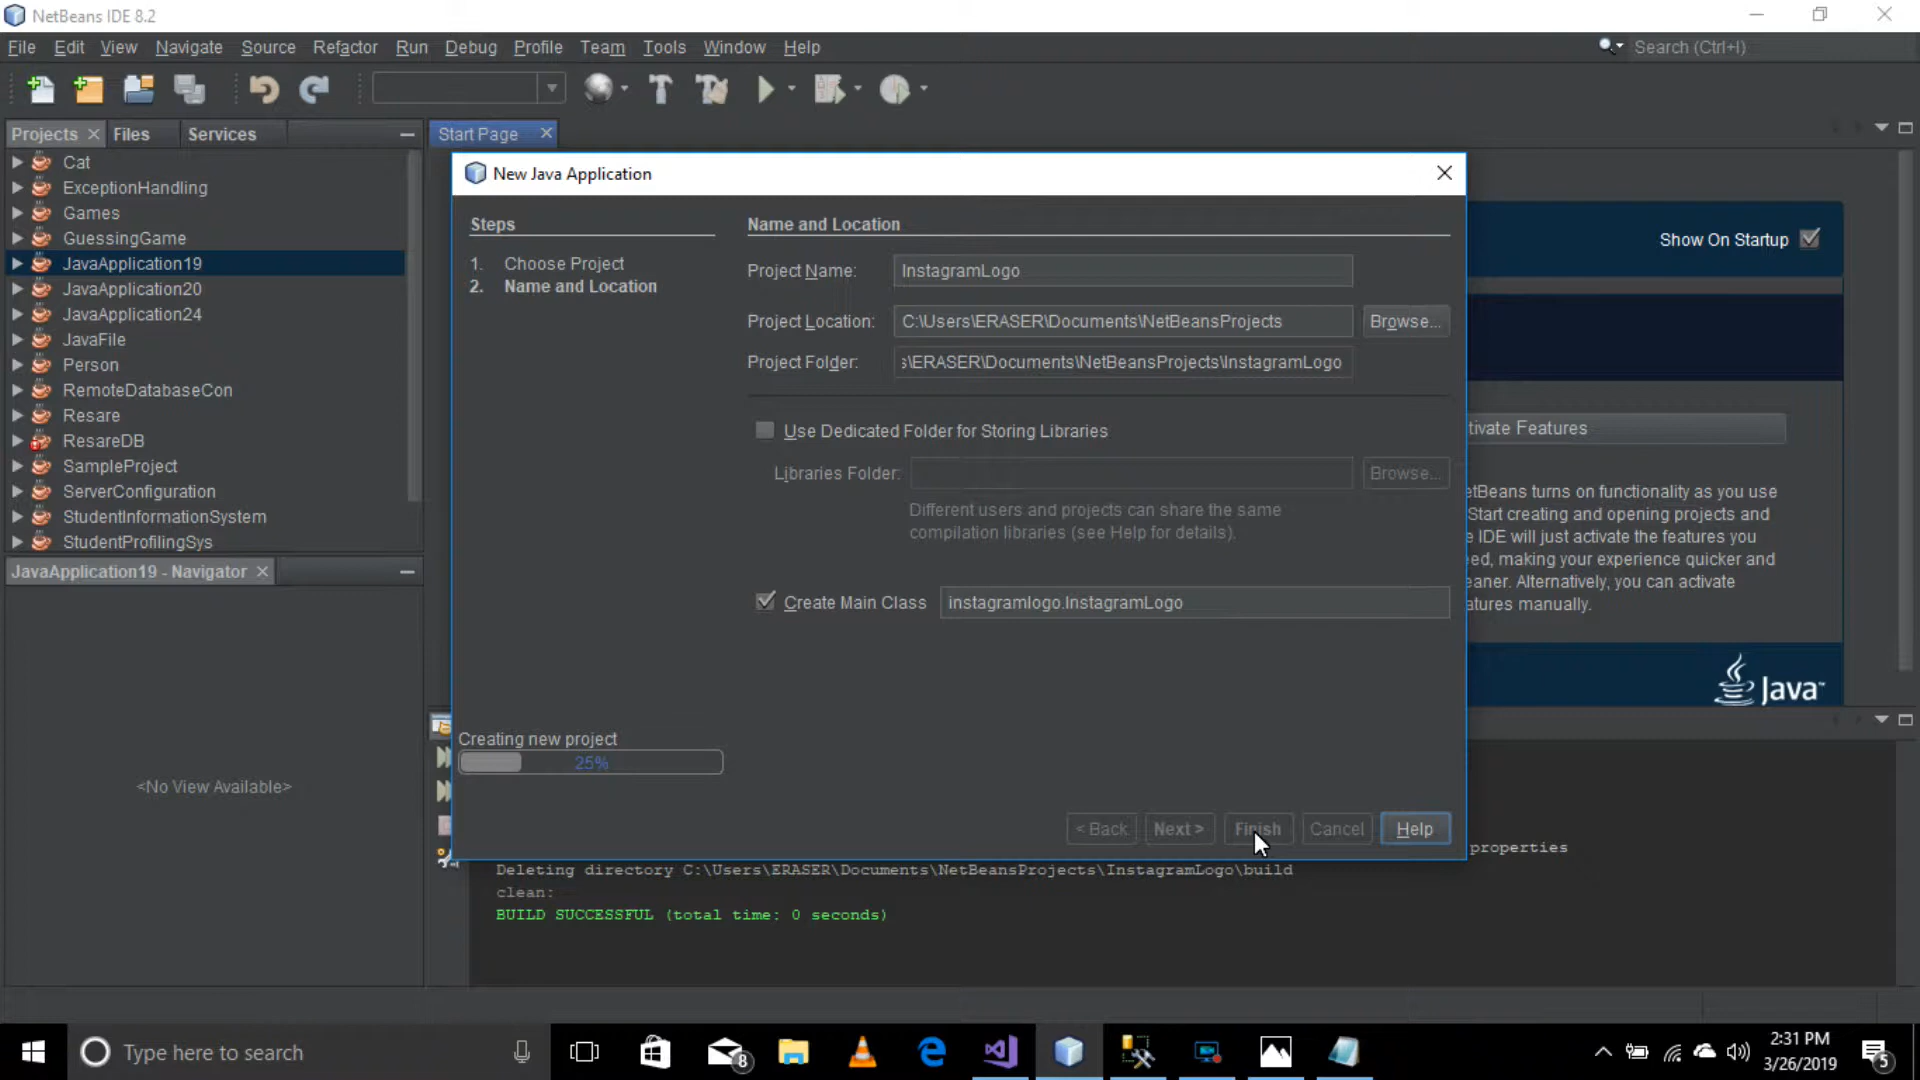 NetBeans IDE 8.2
File Edit View Navigate Source Refactor Run Debug Profile Team Tools Window Help
Search (Ctrl+I)
Projects Files Services
Start Page
Cat
ExceptionHandling
Games
GuessingGame
JavaApplication19
JavaApplication20
JavaApplication24
JavaFile
Person
RemoteDatabaseCon
Resare
ResareDB
SampleProject
ServerConfiguration
StudentInformationSystem
StudentProfilingSys
JavaApplication19 - Navigator
<No View Available>
New Java Application
Steps
1. Choose Project
2. Name and Location
Name and Location
Project Name: InstagramLogo
Project Location: C:\Users\ERASER\Documents\NetBeansProjects Browse...
Project Folder: s\ERASER\Documents\NetBeansProjects\InstagramLogo
Use Dedicated Folder for Storing Libraries
Libraries Folder: Browse...
Different users and projects can share the same
compilation libraries (see Help for details).
Create Main Class instagramlogo.InstagramLogo
Creating new project
25%
< Back Next > Finish Cancel Help
Show On Startup
tivate Features
etBeans turns on functionality as you use
Start creating and opening projects and
e IDE will just activate the features you
ed, making your experience quicker and
eaner. Alternatively, you can activate
atures manually.
Java™
properties
Deleting directory C:\Users\ERASER\Documents\NetBeansProjects\InstagramLogo\build
clean:
BUILD SUCCESSFUL (total time: 0 seconds)
Type here to search
8
2:31 PM
3/26/2019
5